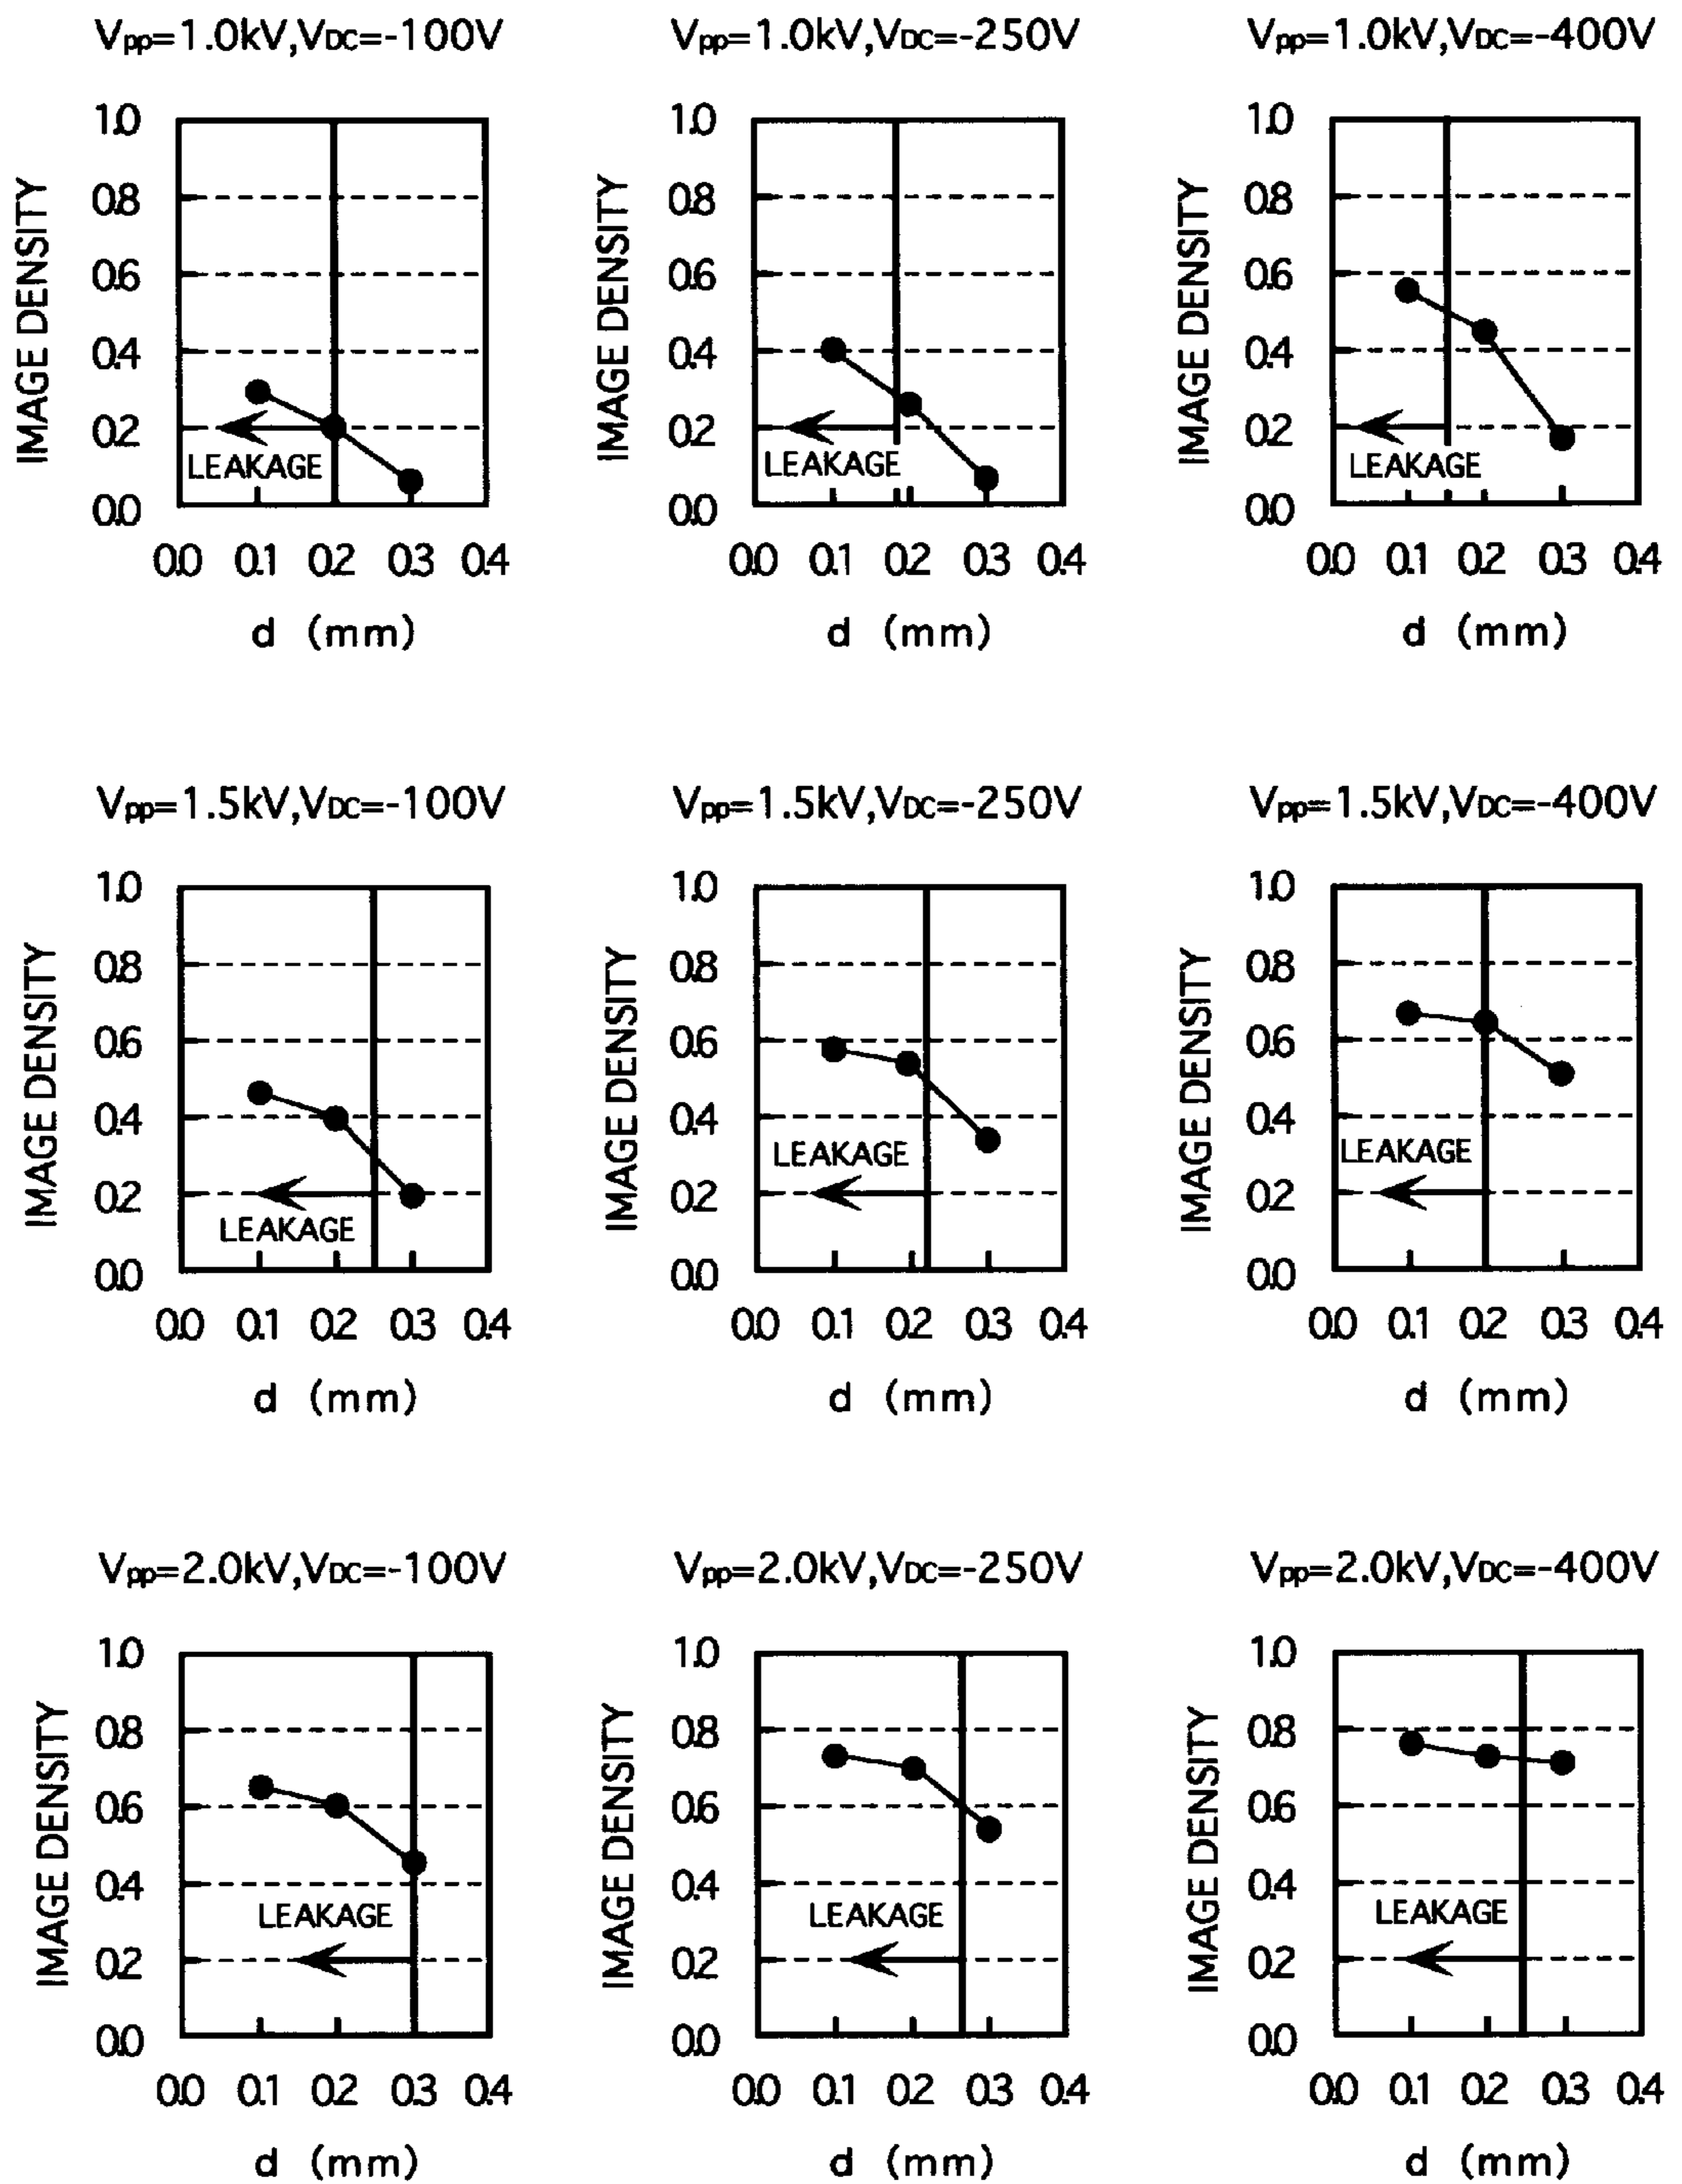 Vpp=1.0kV,VDC=-100V
1.0
0.8
0.6
0.4
0.2
0.0
IMAGE DENSITY
LEAKAGE
0.0 0.1 0.2 0.3 0.4
d (mm)
Vpp=1.0kV,VDC=-250V
1.0
0.8
0.6
0.4
0.2
0.0
IMAGE DENSITY
LEAKAGE
0.0 0.1 0.2 0.3 0.4
d (mm)
Vpp=1.0kV,VDC=-400V
1.0
0.8
0.6
0.4
0.2
0.0
IMAGE DENSITY
LEAKAGE
0.0 0.1 0.2 0.3 0.4
d (mm)
Vpp=1.5kV,VDC=-100V
1.0
0.8
0.6
0.4
0.2
0.0
IMAGE DENSITY
LEAKAGE
0.0 0.1 0.2 0.3 0.4
d (mm)
Vpp=1.5kV,VDC=-250V
1.0
0.8
0.6
0.4
0.2
0.0
IMAGE DENSITY
LEAKAGE
0.0 0.1 0.2 0.3 0.4
d (mm)
Vpp=1.5kV,VDC=-400V
1.0
0.8
0.6
0.4
0.2
0.0
IMAGE DENSITY
LEAKAGE
0.0 0.1 0.2 0.3 0.4
d (mm)
Vpp=2.0kV,VDC=-100V
1.0
0.8
0.6
0.4
0.2
0.0
IMAGE DENSITY
LEAKAGE
0.0 0.1 0.2 0.3 0.4
d (mm)
Vpp=2.0kV,VDC=-250V
1.0
0.8
0.6
0.4
0.2
0.0
IMAGE DENSITY
LEAKAGE
0.0 0.1 0.2 0.3 0.4
d (mm)
Vpp=2.0kV,VDC=-400V
1.0
0.8
0.6
0.4
0.2
0.0
IMAGE DENSITY
LEAKAGE
0.0 0.1 0.2 0.3 0.4
d (mm)